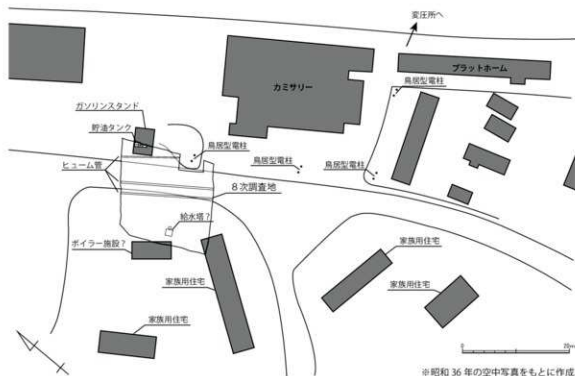 変圧所へ
プラットホーム
カミサリー
鳥居型電柱
ガソリンスタンド
貯油タンク
鳥居型電柱
鳥居型電柱
鳥居型電柱
ヒューム管
8次調査地
給水塔?
ボイラー施設?
家族用住宅
家族用住宅
家族用住宅
家族用住宅
0
20m
※昭和 36 年の空中写真をもとに作成